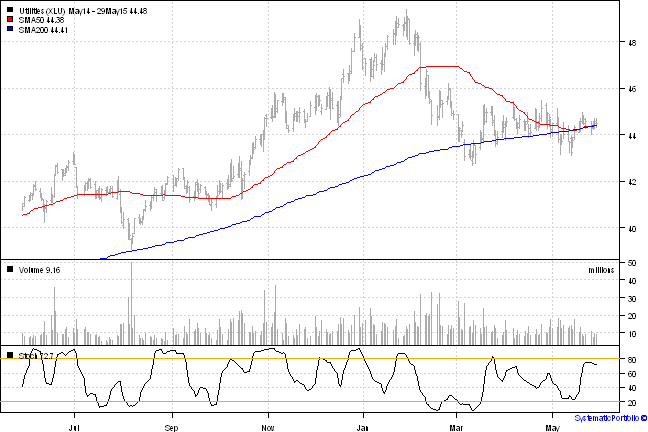 Utilities (XLU) May14 - 29May15 44.48
SMA50 44.38
SMA200 44.41
48
46
44
42
40
Volume 9.16
millions
50
40
30
20
10
Stoch 72.7
80
60
40
20
Jul
Sep
Nov
Jan
Mar
May
SystematicPortfolio ©